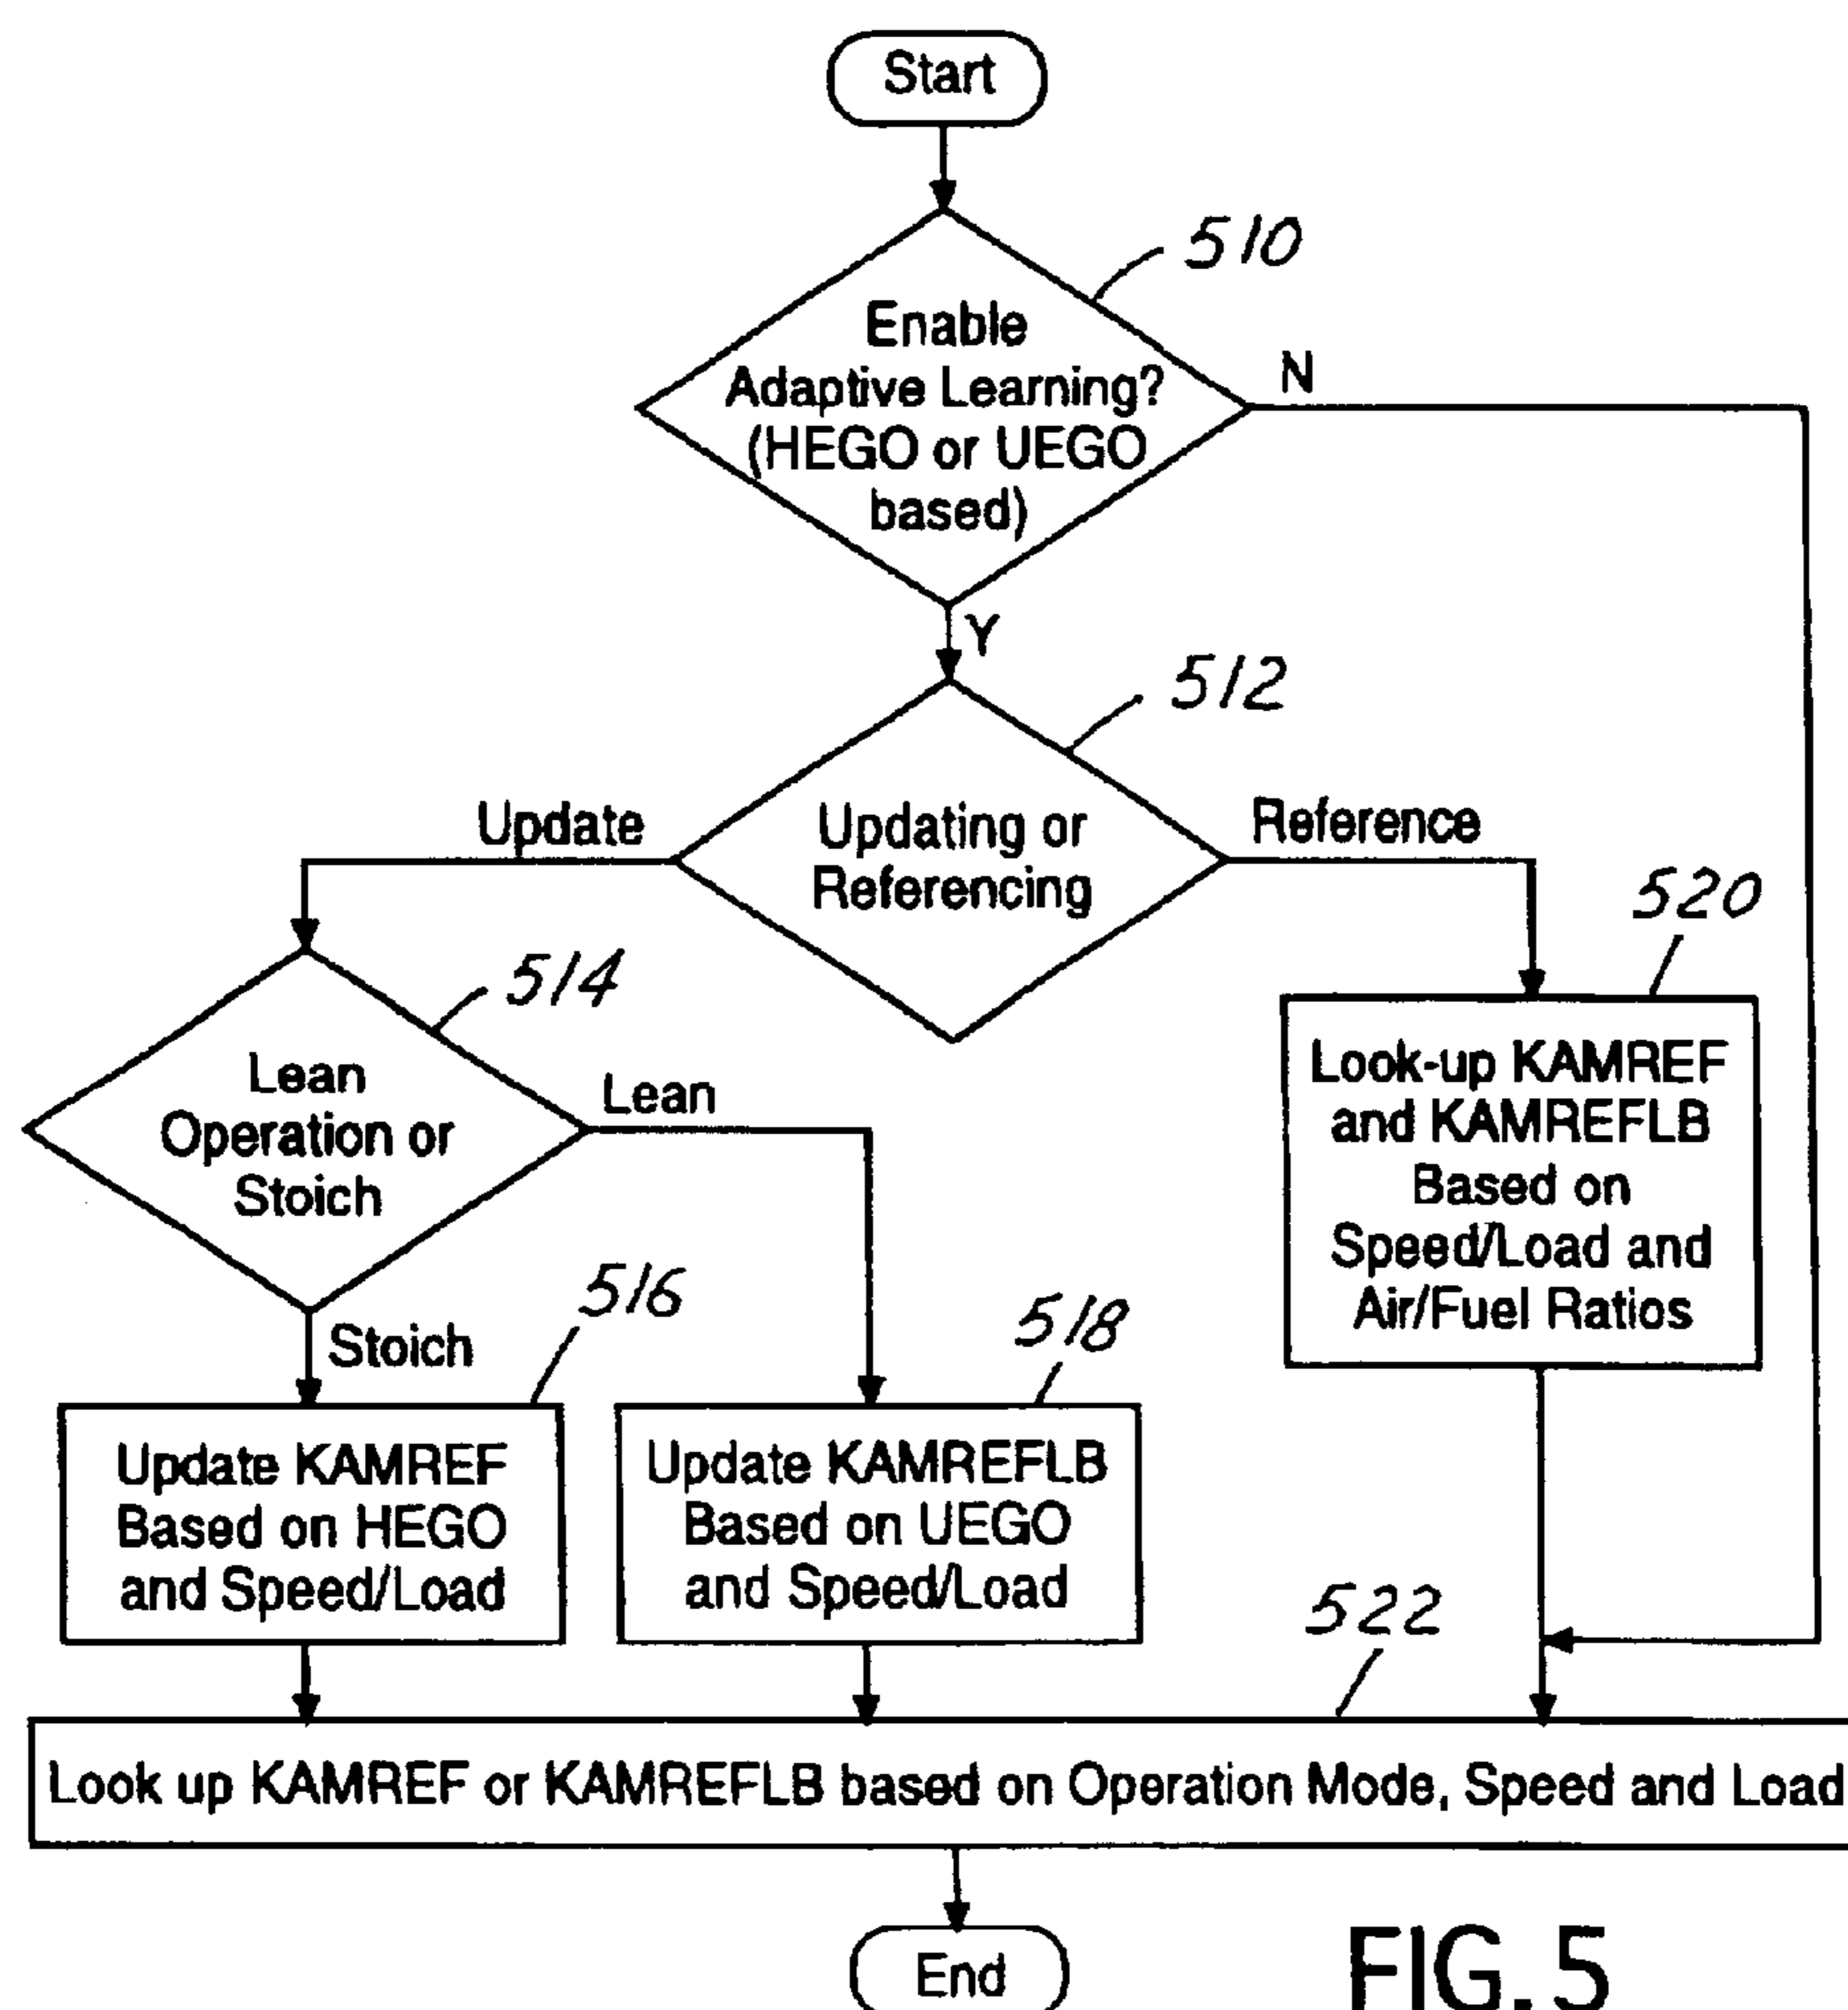 Start
510
Enable
Adaptive Learning?
(HEGO or UEGO
based)
N
Y
512
Updating or
Referencing
Update
Reference
514
Lean
Operation or
Stoich
Lean
Stoich
520
Look-up KAMREF
and KAMREFLB
Based on
Speed/Load and
Air/Fuel Ratios
516
Update KAMREF
Based on HEGO
and Speed/Load
518
Update KAMREFLB
Based on UEGO
and Speed/Load
522
Look up KAMREF or KAMREFLB based on Operation Mode, Speed and Load
End
FIG. 5